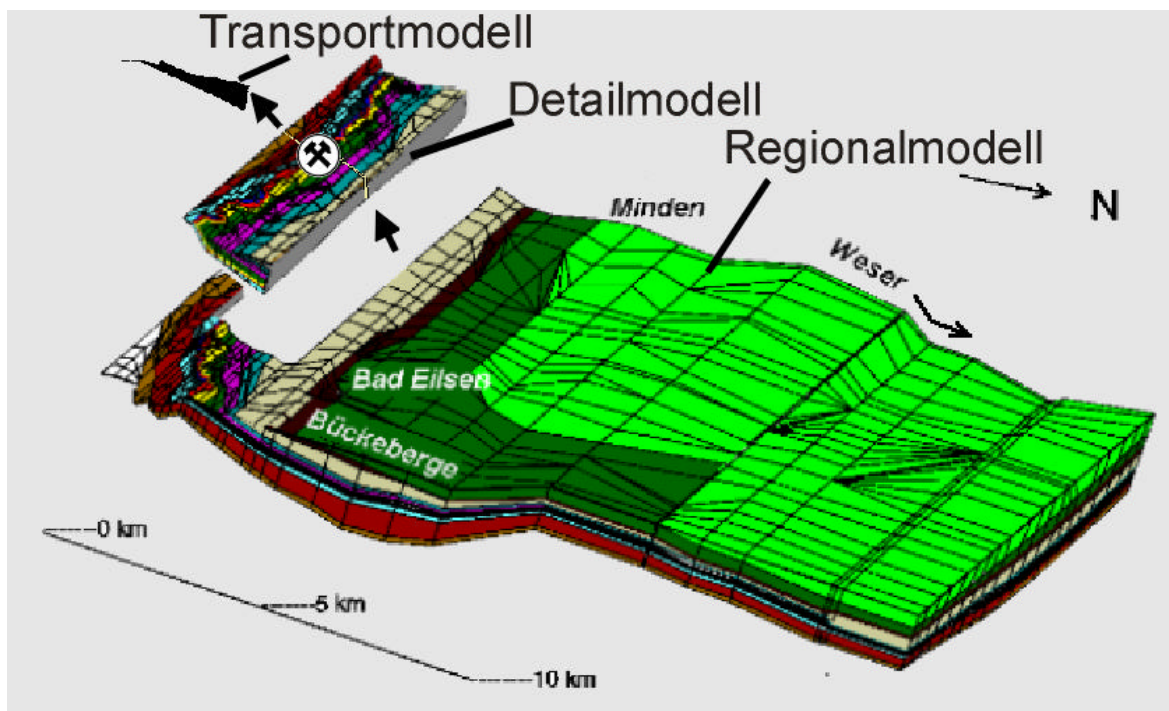 Transportmodell
Detailmodell
Regionalmodell
N
Minden
Weser
Bad Eilsen
Bückeberge
0 km
5 km
10 km